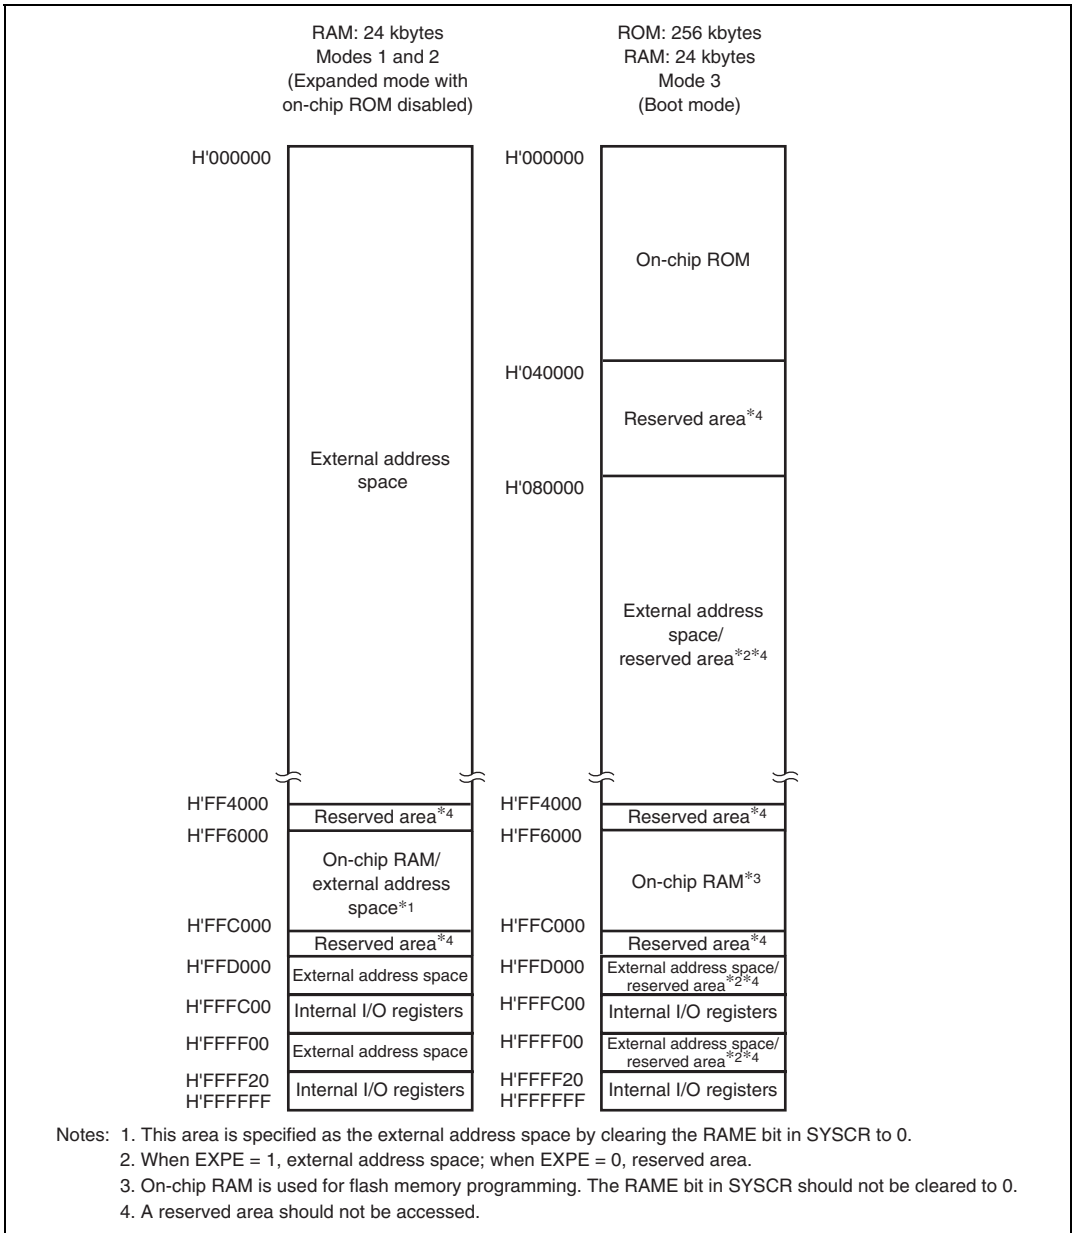 RAM: 24 kbytes
Modes 1 and 2
(Expanded mode with
on-chip ROM disabled)
H'000000
External address
space
H'FF4000
Reserved area*4
H'FF6000
On-chip RAM/
external address
space*1
H'FFC000
Reserved area*4
H'FFD000
External address space
H'FFFC00
Internal I/O registers
H'FFFF00
External address space
H'FFFF20
Internal I/O registers
H'FFFFFF
ROM: 256 kbytes
RAM: 24 kbytes
Mode 3
(Boot mode)
H'000000
On-chip ROM
H'040000
Reserved area*4
H'080000
External address
space/
reserved area*2*4
H'FF4000
Reserved area*4
H'FF6000
On-chip RAM*3
H'FFC000
Reserved area*4
H'FFD000
External address space/
reserved area*2*4
H'FFFC00
Internal I/O registers
H'FFFF00
External address space/
reserved area*2*4
H'FFFF20
Internal I/O registers
H'FFFFFF
Notes: 1. This area is specified as the external address space by clearing the RAME bit in SYSCR to 0.
2. When EXPE = 1, external address space; when EXPE = 0, reserved area.
3. On-chip RAM is used for flash memory programming. The RAME bit in SYSCR should not be cleared to 0.
4. A reserved area should not be accessed.